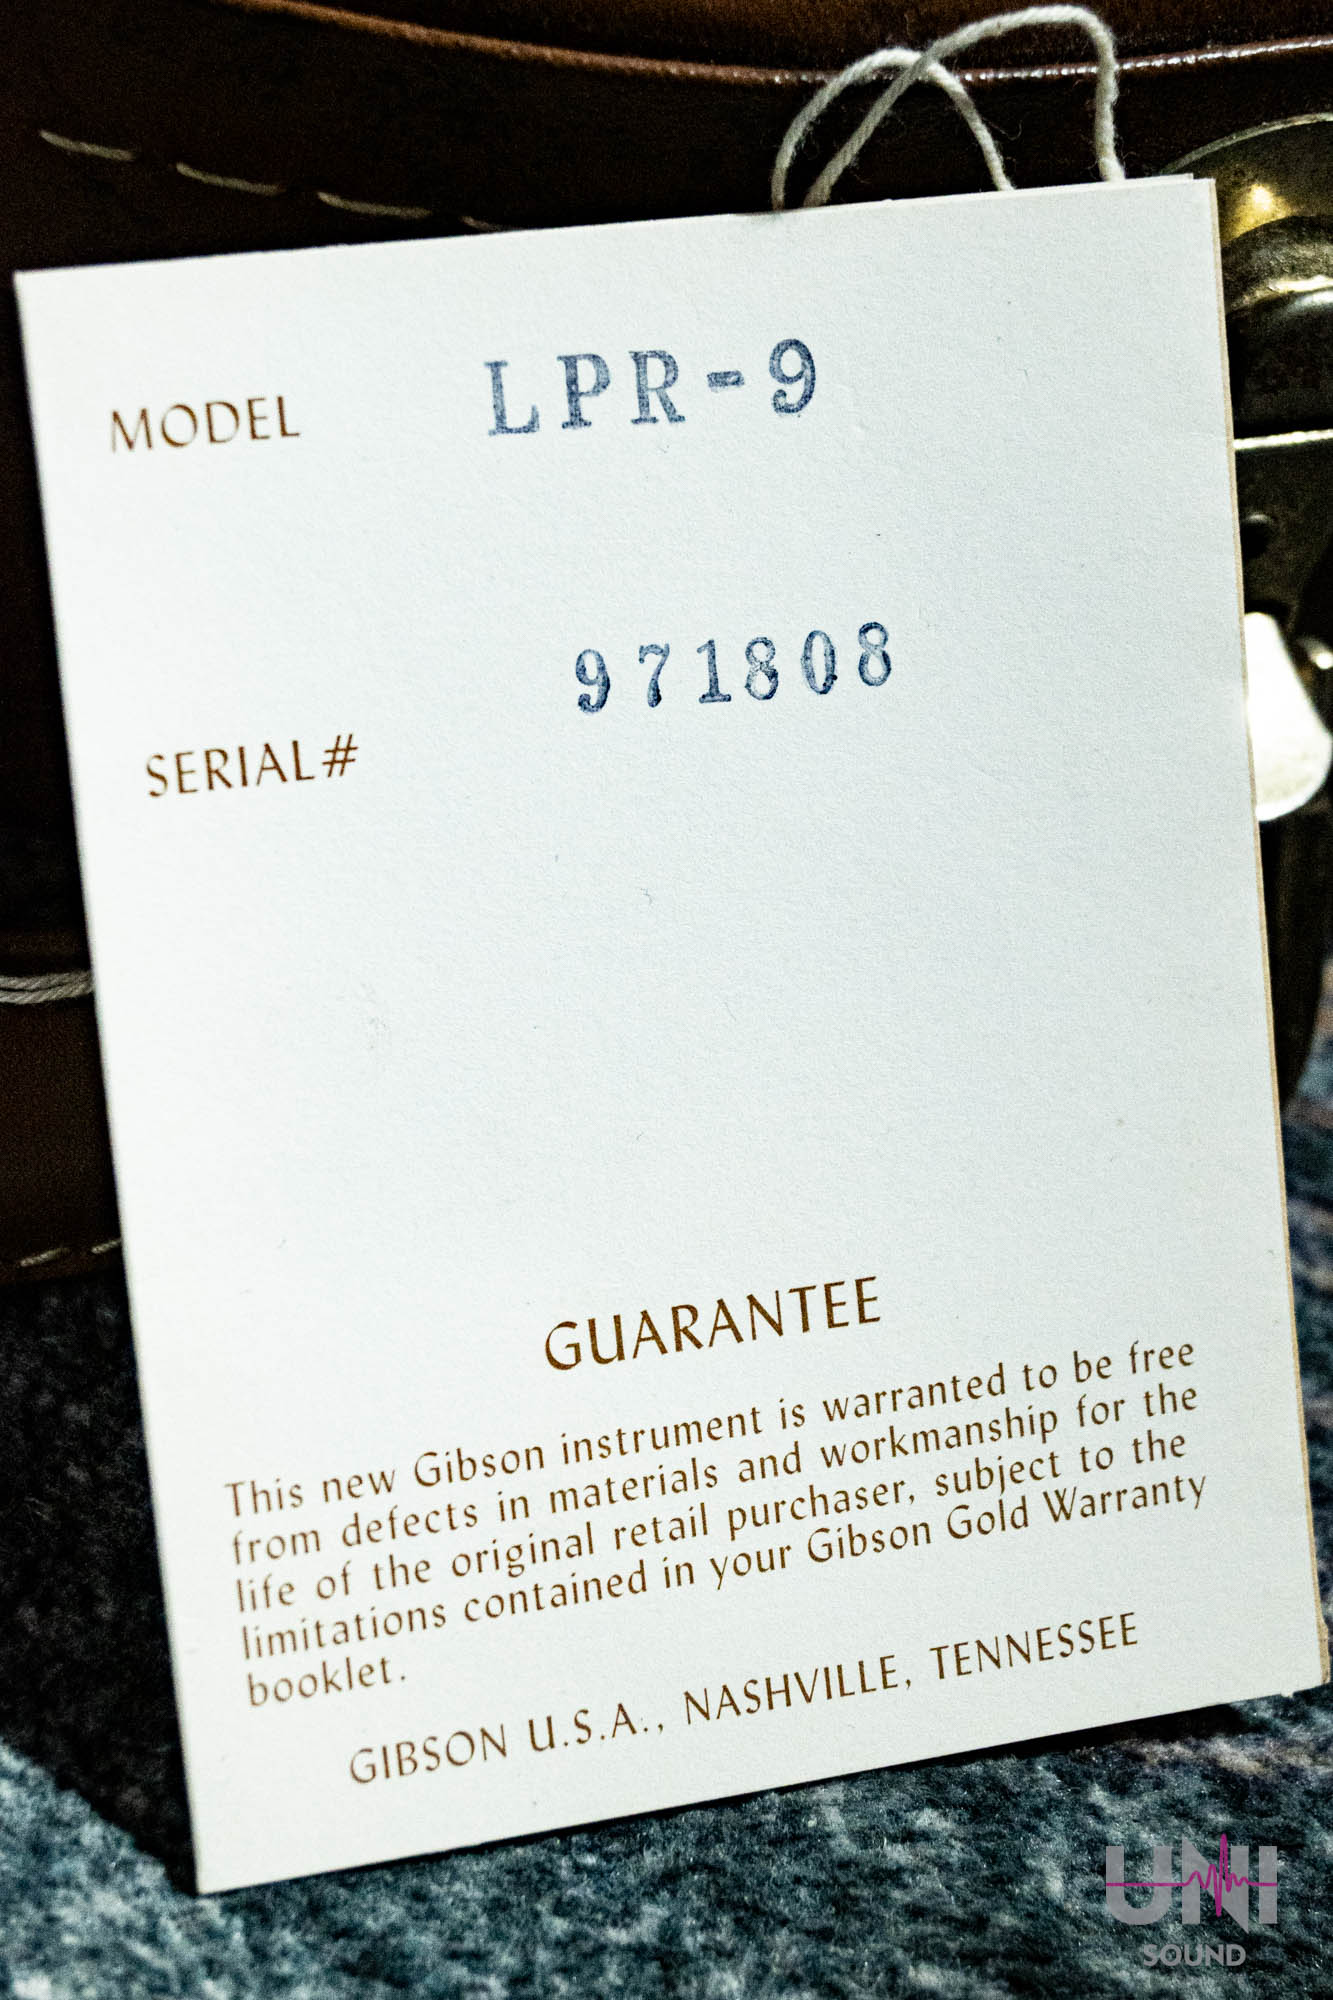 MODEL LPR-9
971808
SERIAL#
GUARANTEE
This new Gibson instrument is warranted to be free
from defects in materials and workmanship for the
life of the original retail purchaser, subject to the
limitations contained in your Gibson Gold Warranty
booklet.
GIBSON U.S.A., NASHVILLE, TENNESSEE
UNI
SOUND